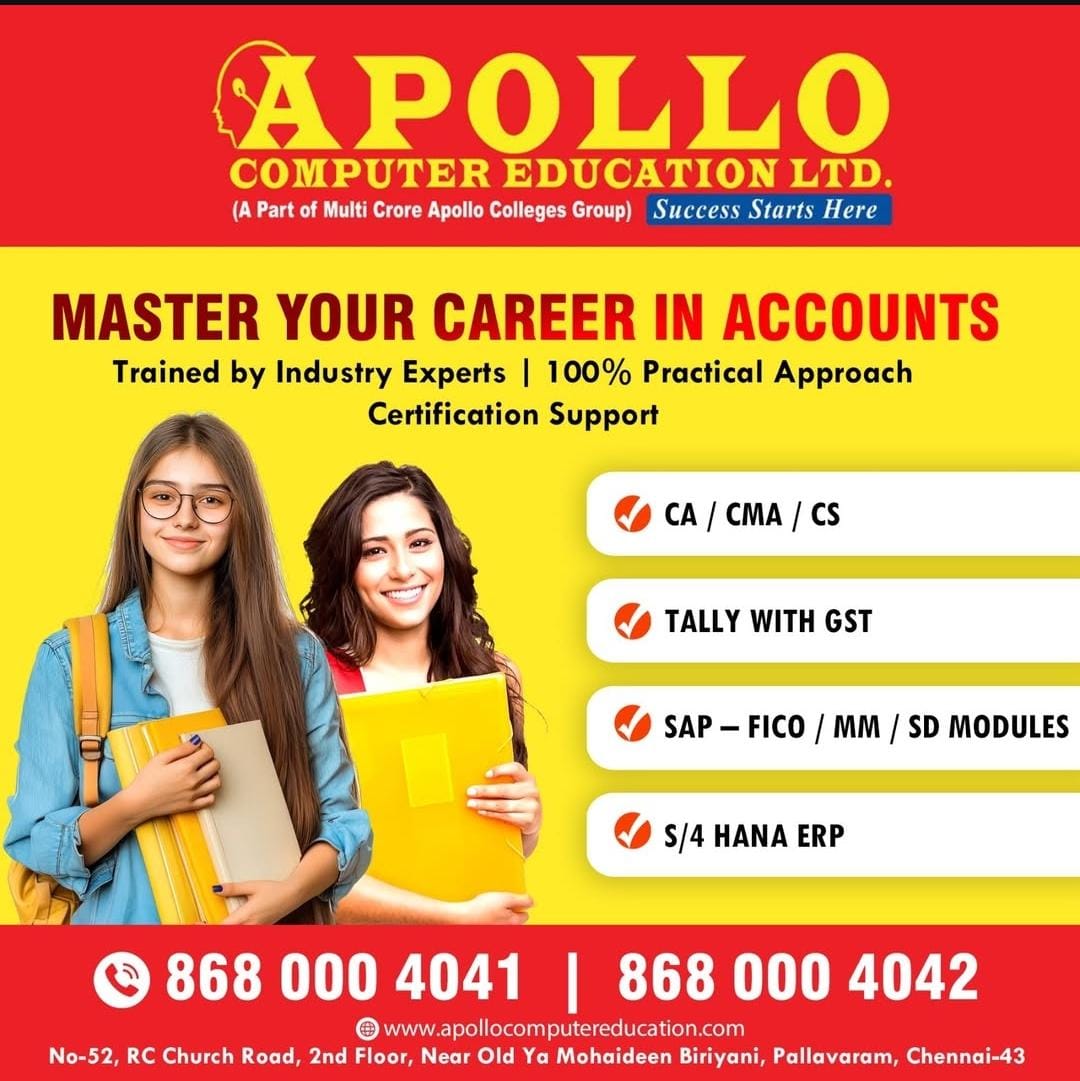 APOLLO
COMPUTER EDUCATION LTD.
(A Part of Multi Crore Apollo Colleges Group) Success Starts Here
MASTER YOUR CAREER IN ACCOUNTS
Trained by Industry Experts | 100% Practical Approach
Certification Support
CA / CMA / CS
TALLY WITH GST
SAP – FICO / MM / SD MODULES
S/4 HANA ERP
868 000 4041 | 868 000 4042
www.apollocomputereducation.com
No-52, RC Church Road, 2nd Floor, Near Old Ya Mohaideen Biriyani, Pallavaram, Chennai-43